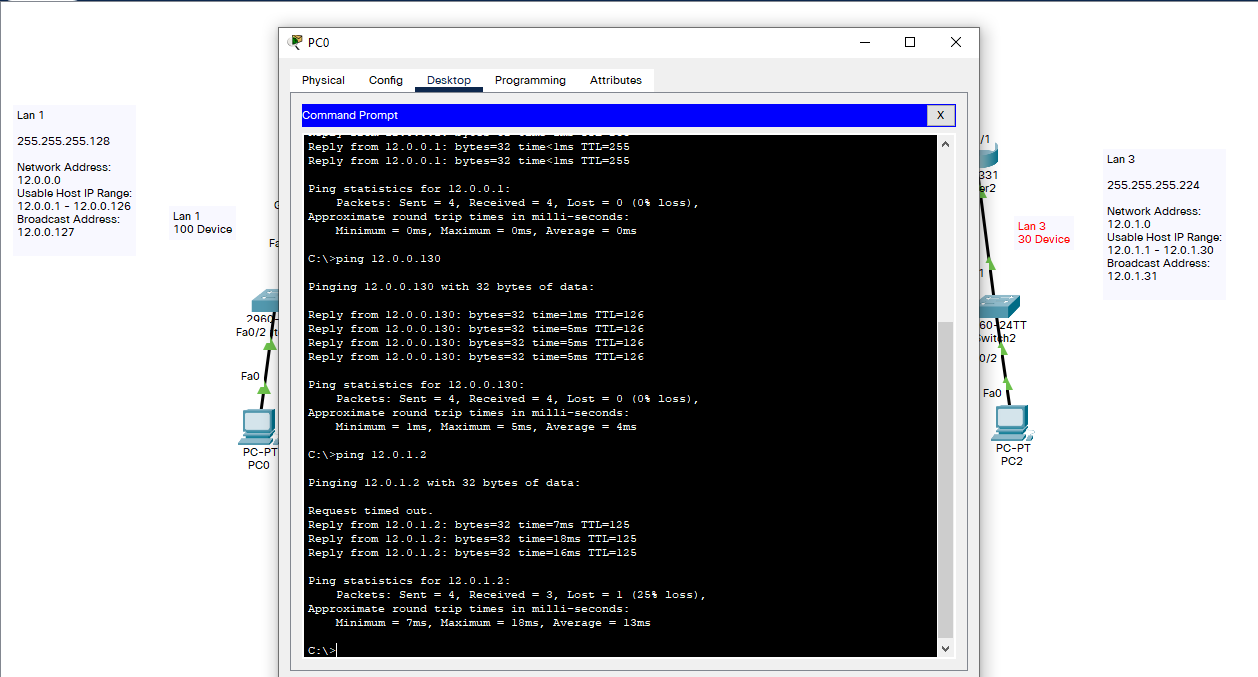 PC0
Physical Config Desktop Programming Attributes
Command Prompt
X
Reply from 12.0.0.1: bytes=32 time<1ms TTL=255
Reply from 12.0.0.1: bytes=32 time<1ms TTL=255
Ping statistics for 12.0.0.1:
Packets: Sent = 4, Received = 4, Lost = 0 (0% loss),
Approximate round trip times in milli-seconds:
Minimum = 0ms, Maximum = 0ms, Average = 0ms
C:\>ping 12.0.0.130
Pinging 12.0.0.130 with 32 bytes of data:
Reply from 12.0.0.130: bytes=32 time=1ms TTL=126
Reply from 12.0.0.130: bytes=32 time=5ms TTL=126
Reply from 12.0.0.130: bytes=32 time=5ms TTL=126
Reply from 12.0.0.130: bytes=32 time=5ms TTL=126
Ping statistics for 12.0.0.130:
Packets: Sent = 4, Received = 4, Lost = 0 (0% loss),
Approximate round trip times in milli-seconds:
Minimum = 1ms, Maximum = 5ms, Average = 4ms
C:\>ping 12.0.1.2
Pinging 12.0.1.2 with 32 bytes of data:
Request timed out.
Reply from 12.0.1.2: bytes=32 time=7ms TTL=125
Reply from 12.0.1.2: bytes=32 time=18ms TTL=125
Reply from 12.0.1.2: bytes=32 time=16ms TTL=125
Ping statistics for 12.0.1.2:
Packets: Sent = 4, Received = 3, Lost = 1 (25% loss),
Approximate round trip times in milli-seconds:
Minimum = 7ms, Maximum = 18ms, Average = 13ms
C:\>
Lan 1
255.255.255.128
Network Address:
12.0.0.0
Usable Host IP Range:
12.0.0.1 - 12.0.0.126
Broadcast Address:
12.0.0.127
Lan 1
100 Device
Fa
2960-
Fa0/2
Fa0
PC-PT
PC0
/1
331
er2
Lan 3
30 Device
1
60-24TT
witch2
0/2
Fa0
PC-PT
PC2
Lan 3
255.255.255.224
Network Address:
12.0.1.0
Usable Host IP Range:
12.0.1.1 - 12.0.1.30
Broadcast Address:
12.0.1.31